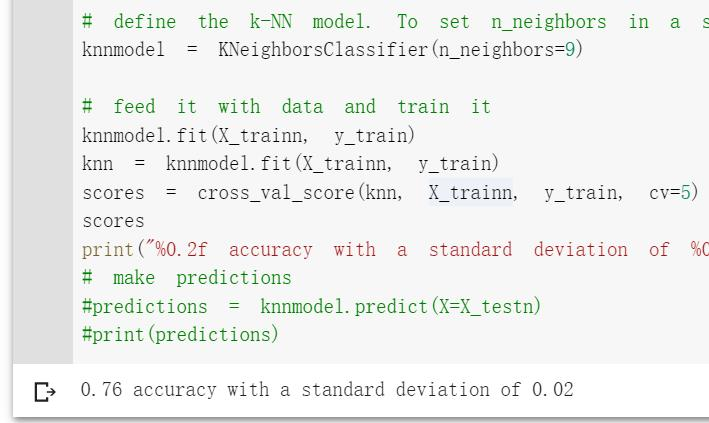 # define the k-NN model. To set n_neighbors in a s
knnmodel = KNeighborsClassifier(n_neighbors=9)
# feed it with data and train it
knnmodel.fit(X_trainn, y_train)
knn = knnmodel.fit(X_trainn, y_train)
scores = cross_val_score(knn, X_trainn, y_train, cv=5)
scores
print("%0.2f accuracy with a standard deviation of %0
# make predictions
#predictions = knnmodel.predict(X=X_testn)
#print(predictions)
0.76 accuracy with a standard deviation of 0.02